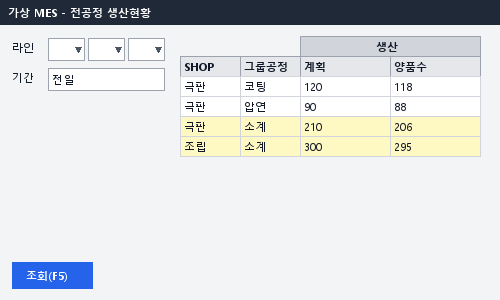 가상 MES - 전공정 생산현황
라인
기간 전일
생산
SHOP 그룹공정 계획 양품수
극판 코팅 120 118
극판 압연 90 88
극판 소계 210 206
조립 소계 300 295
조회(F5)